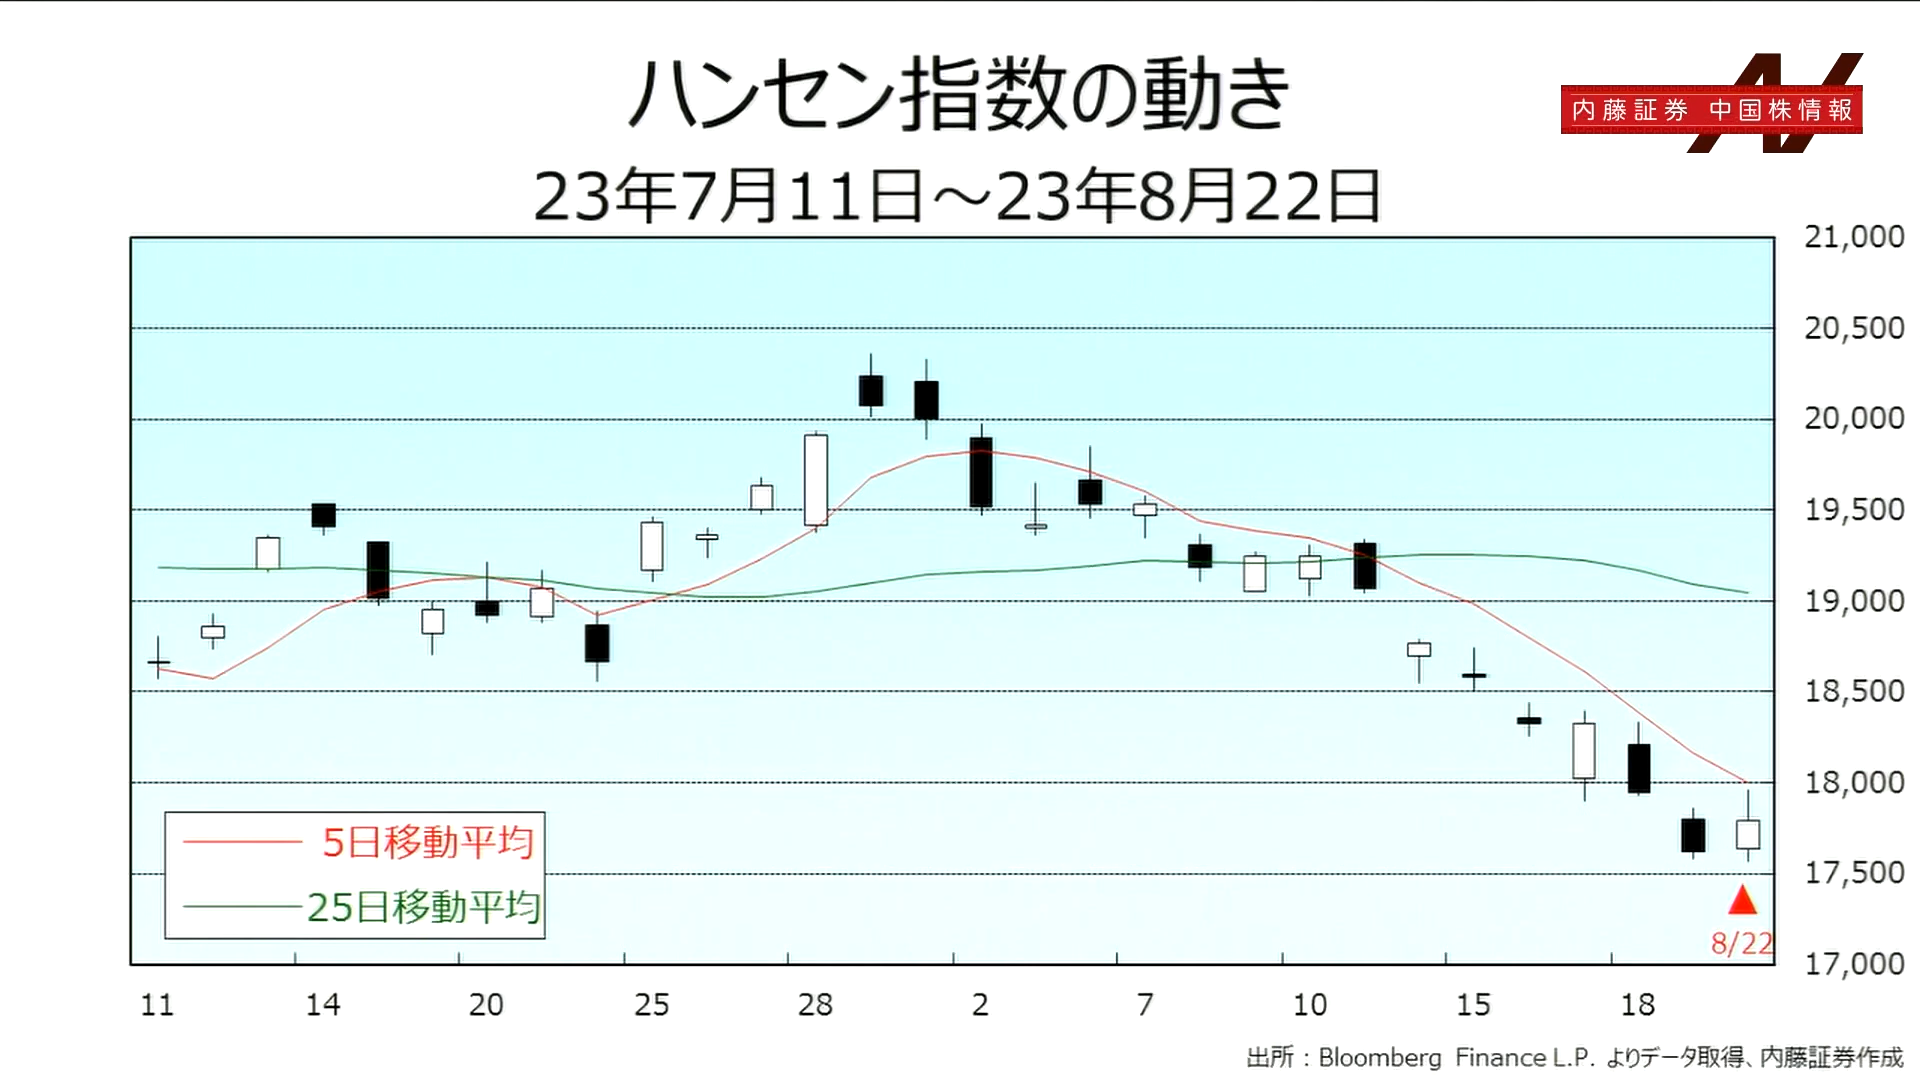 ハンセン指数の動き
内藤証券 中国株情報
23年7月11日～23年8月22日
21,000
20,500
20,000
19,500
19,000
18,500
18,000
17,500
17,000
5日移動平均
25日移動平均
8/22
11 14 20 25 28 2 7 10 15 18
出所：Bloomberg Finance L.P. よりデータ取得、内藤証券作成